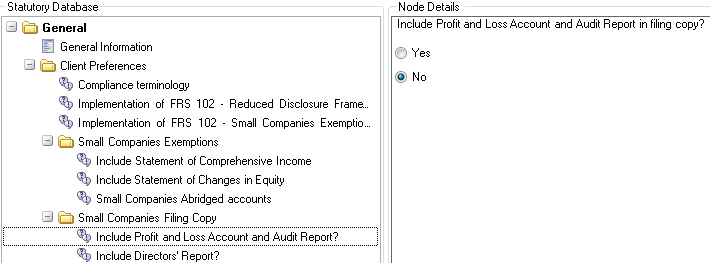 Statutory Database
General
General Information
Client Preferences
Compliance terminology
Implementation of FRS 102 - Reduced Disclosure Frame...
Implementation of FRS 102 - Small Companies Exemptio...
Small Companies Exemptions
Include Statement of Comprehensive Income
Include Statement of Changes in Equity
Small Companies Abridged accounts
Small Companies Filing Copy
Include Profit and Loss Account and Audit Report?
Include Directors' Report?
Node Details
Include Profit and Loss Account and Audit Report in filing copy?
Yes
No